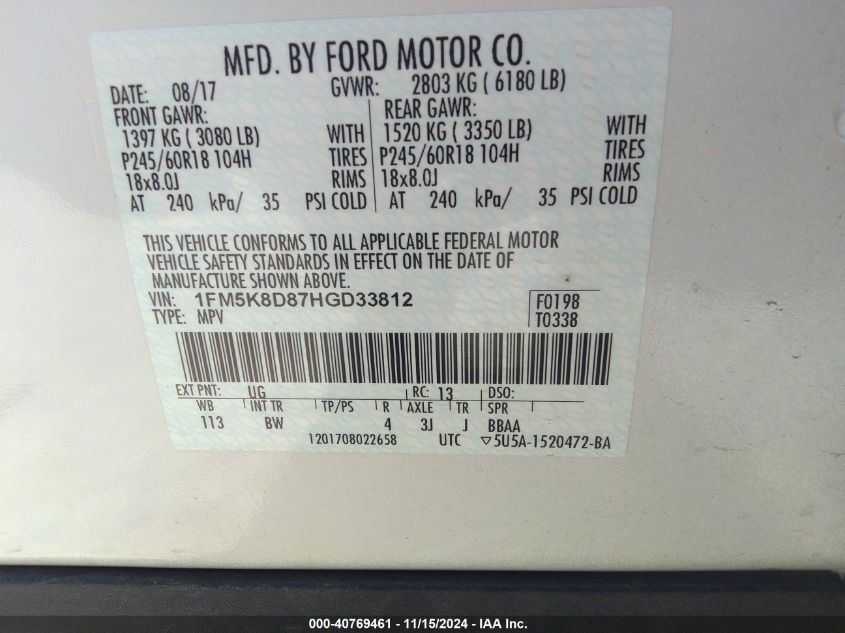 MFD. BY FORD MOTOR CO.
DATE: 08/17 GVWR: 2803 KG ( 6180 LB)
FRONT GAWR: REAR GAWR:
1397 KG ( 3080 LB) WITH 1520 KG ( 3350 LB) WITH
P245/60R18 104H TIRES P245/60R18 104H TIRES
18x8.0J RIMS 18x8.0J RIMS
AT 240 kPa/ 35 PSI COLD AT 240 kPa/ 35 PSI COLD
THIS VEHICLE CONFORMS TO ALL APPLICABLE FEDERAL MOTOR
VEHICLE SAFETY STANDARDS IN EFFECT ON THE DATE OF
MANUFACTURE SHOWN ABOVE.
VIN: 1FM5K8D87HGD33812 F0198
TYPE: MPV T0338
EXT PNT: UG RC: 13 DSO:
WB INT TR TP/PS R AXLE TR SPR
113 BW 4 3J J BBAA
1201708022658 UTC ▽5U5A-1520472-BA
000-40769461 - 11/15/2024 - IAA Inc.